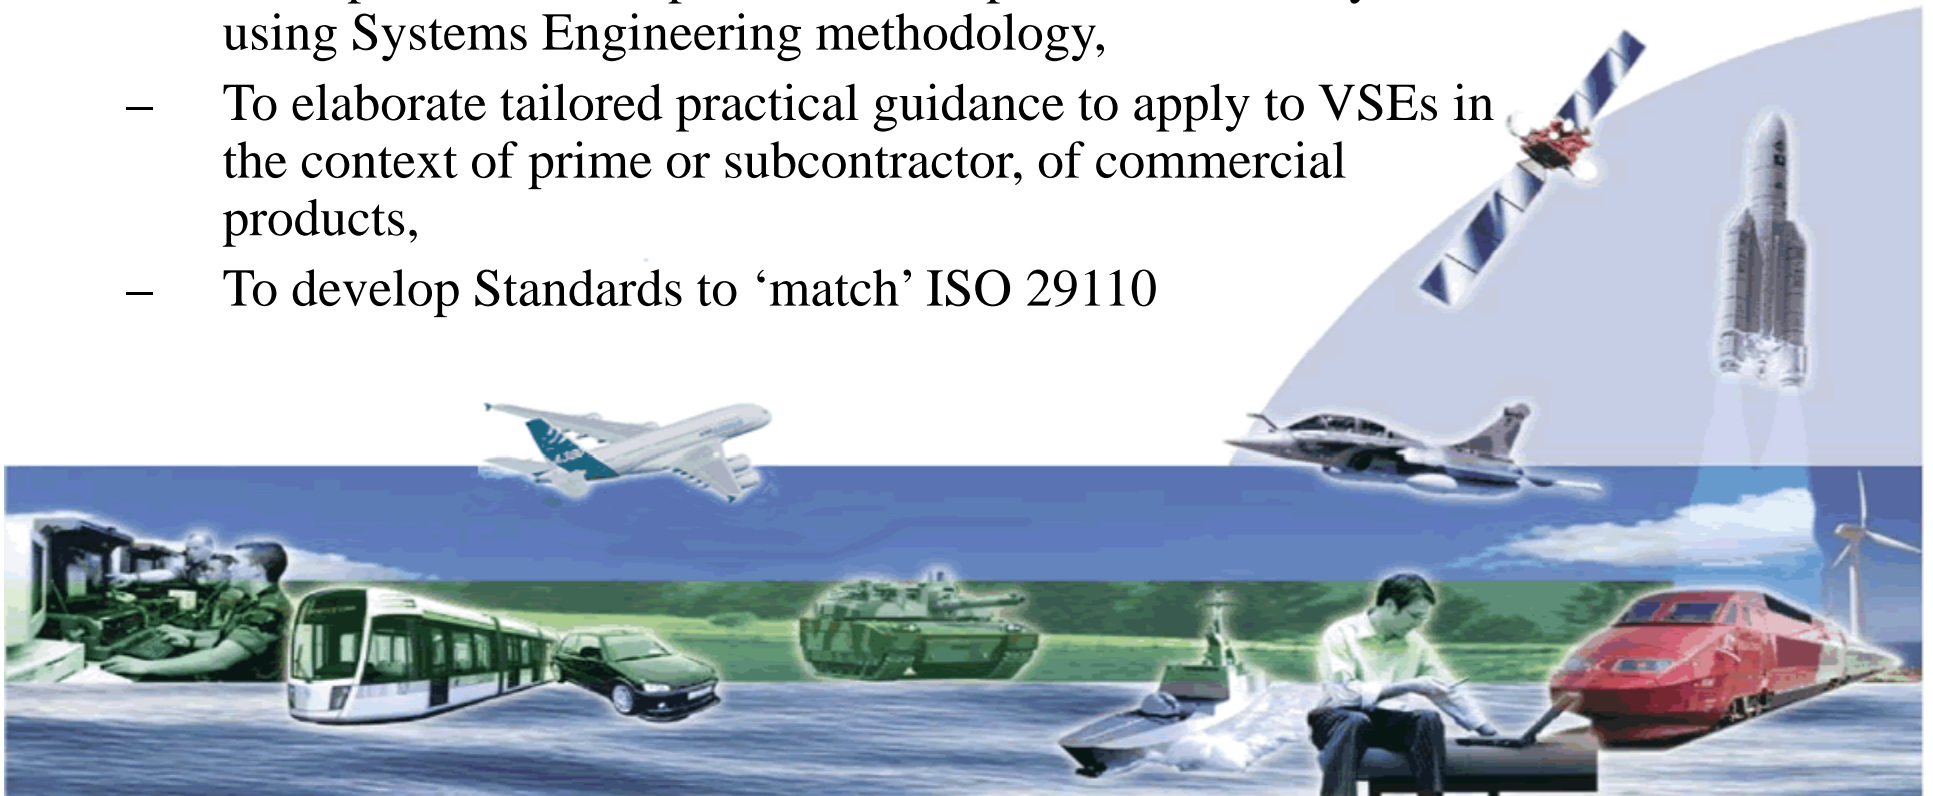 using Systems Engineering methodology,
– To elaborate tailored practical guidance to apply to VSEs in
the context of prime or subcontractor, of commercial
products,
– To develop Standards to ‘match’ ISO 29110